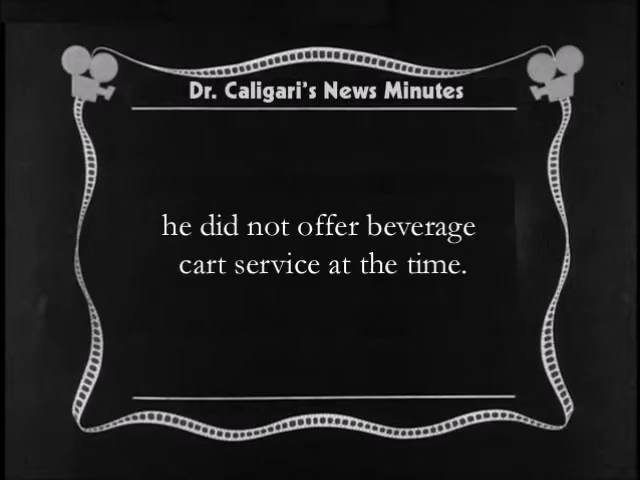 Dr. Caligari's News Minutes
he did not offer beverage
cart service at the time.